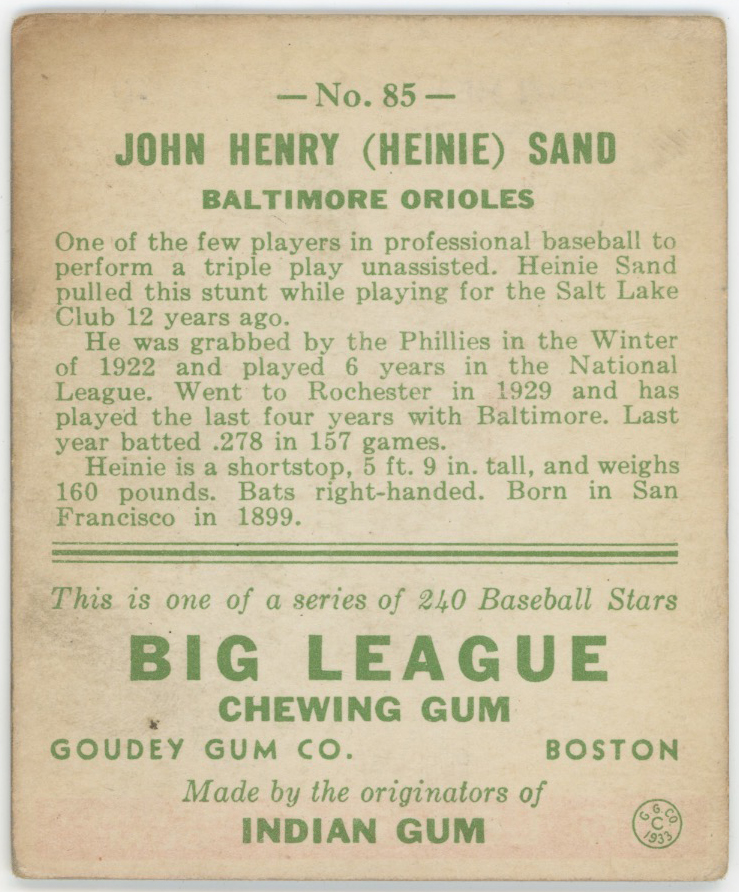 — No. 85 —
JOHN HENRY (HEINIE) SAND
BALTIMORE ORIOLES
One of the few players in professional baseball to
perform a triple play unassisted. Heinie Sand
pulled this stunt while playing for the Salt Lake
Club 12 years ago.
He was grabbed by the Phillies in the Winter
of 1922 and played 6 years in the National
League. Went to Rochester in 1929 and has
played the last four years with Baltimore. Last
year batted .278 in 157 games.
Heinie is a shortstop, 5 ft. 9 in. tall, and weighs
160 pounds. Bats right-handed. Born in San
Francisco in 1899.
This is one of a series of 240 Baseball Stars
BIG LEAGUE
CHEWING GUM
GOUDEY GUM CO. BOSTON
Made by the originators of
INDIAN GUM
G. G. CO.
C
1933